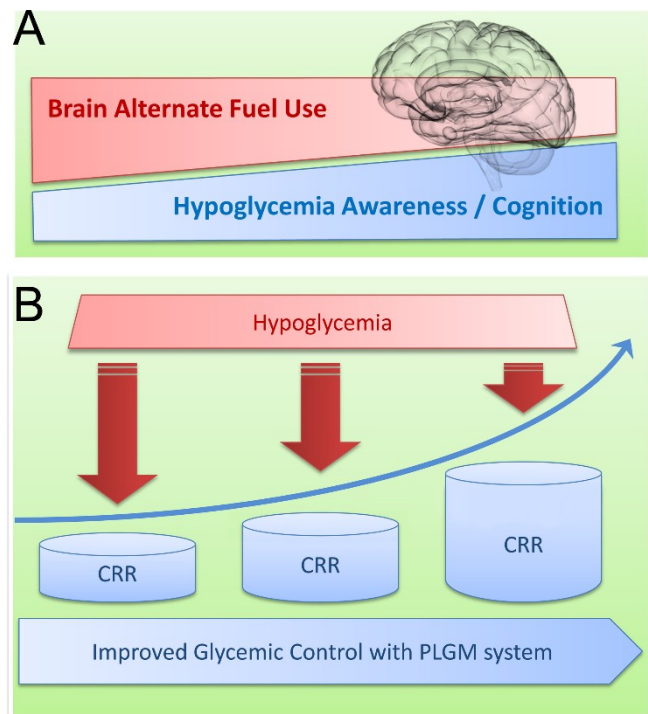 A
Brain Alternate Fuel Use
Hypoglycemia Awareness / Cognition
B
Hypoglycemia
CRR
CRR
CRR
Improved Glycemic Control with PLGM system